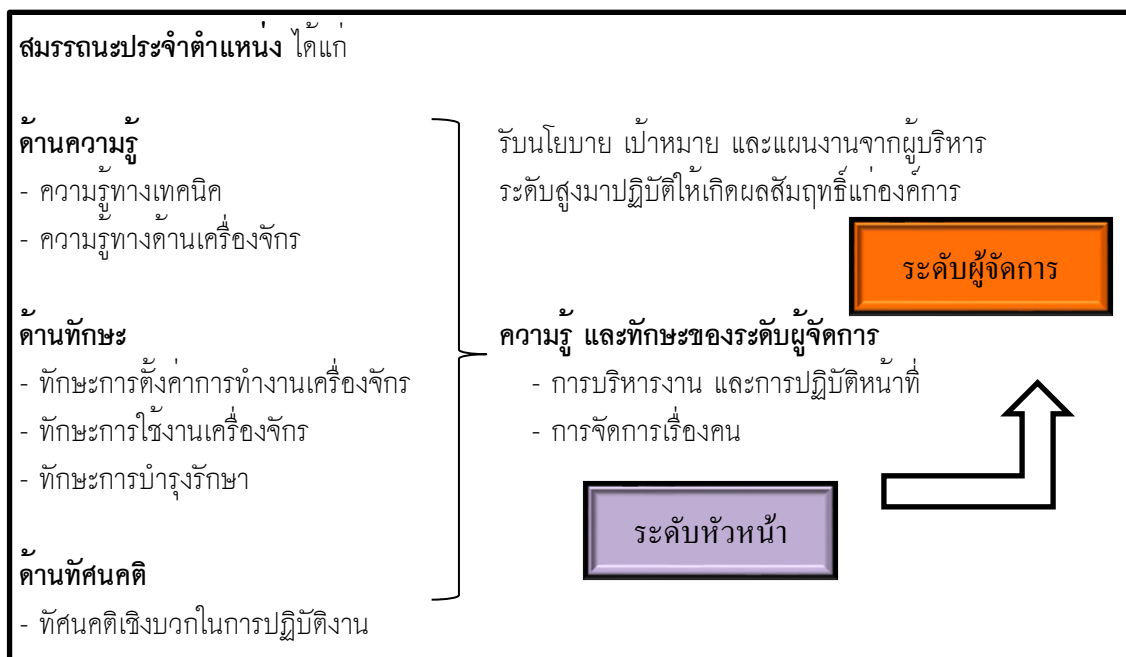 สมรรถนะประจำตำแหน่ง ได้แก่
ด้านความรู้
- ความรู้ทางเทคนิค
- ความรู้ทางด้านเครื่องจักร
ด้านทักษะ
- ทักษะการตั้งค่าการทำงานเครื่องจักร
- ทักษะการใช้งานเครื่องจักร
- ทักษะการบำรุงรักษา
ด้านทัศนคติ
- ทัศนคติเชิงบวกในการปฏิบัติงาน
รับนโยบาย เป้าหมาย และแผนงานจากผู้บริหาร
ระดับสูงมาปฏิบัติให้เกิดผลสัมฤทธิ์แก่องค์การ
ระดับผู้จัดการ
ความรู้ และทักษะของระดับผู้จัดการ
- การบริหารงาน และการปฏิบัติหน้าที่
- การจัดการเรื่องคน
ระดับหัวหน้า